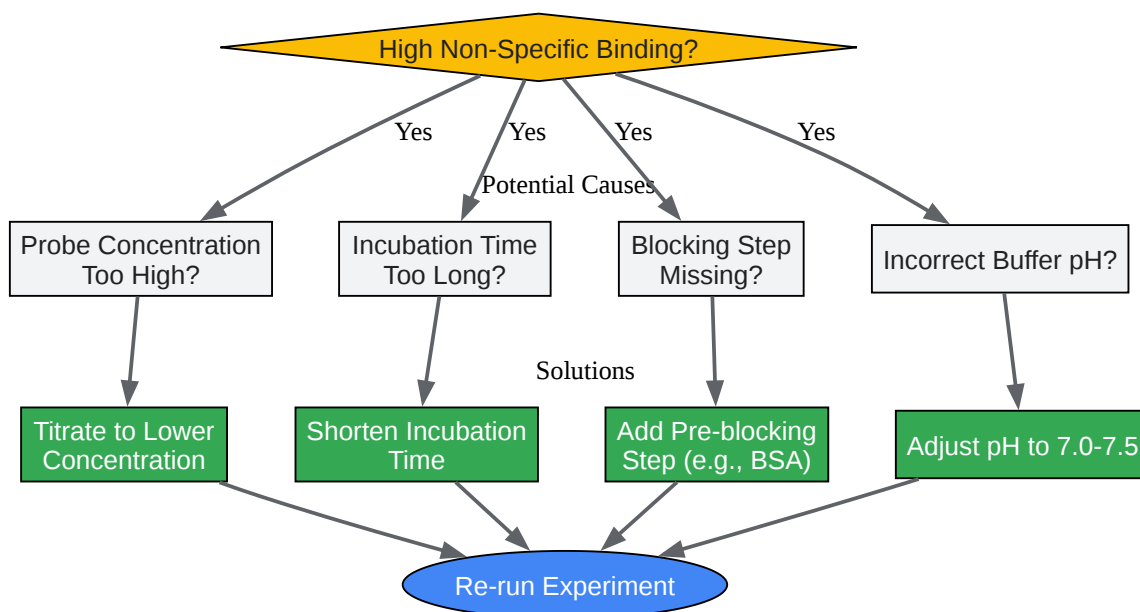 High Non-Specific Binding?
Yes
Yes
Yes
Yes
Potential Causes
Probe Concentration
Too High?
Incubation Time
Too Long?
Blocking Step
Missing?
Incorrect Buffer pH?
Solutions
Titrate to Lower
Concentration
Shorten Incubation
Time
Add Pre-blocking
Step (e.g., BSA)
Adjust pH to 7.0-7.5
Re-run Experiment